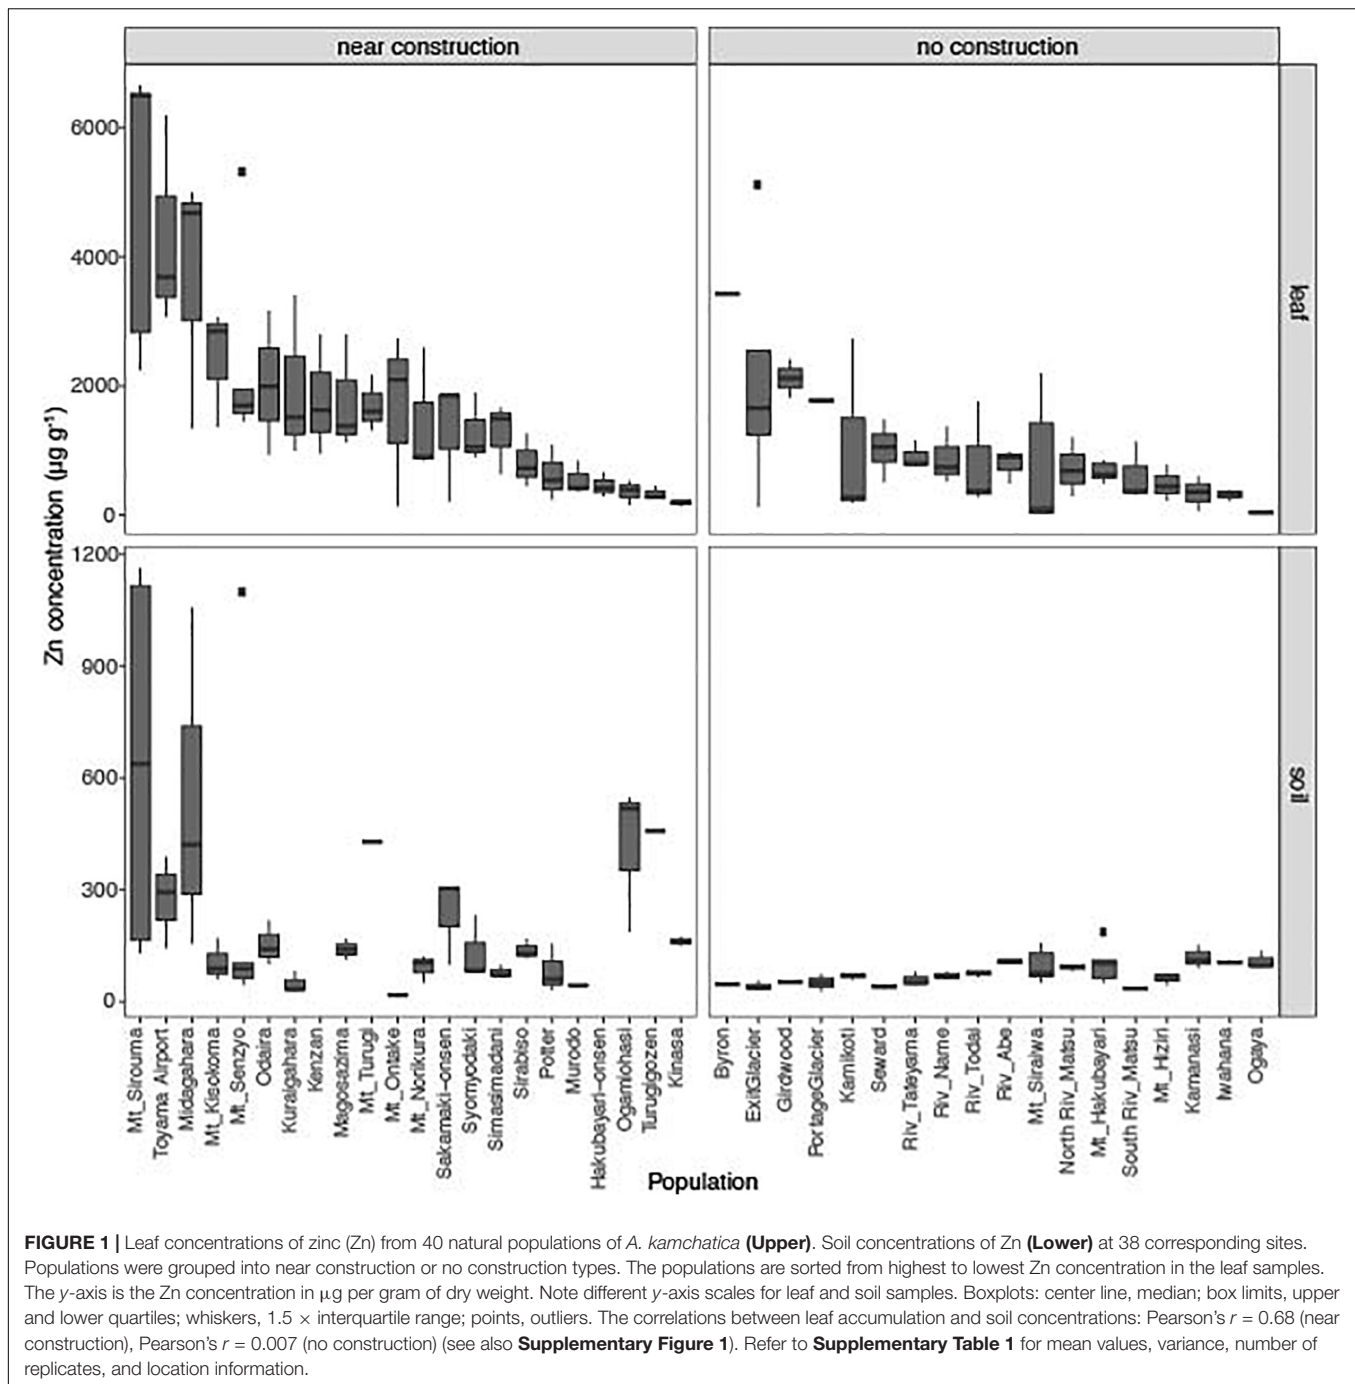 near construction
no construction
6000
4000
2000
0
leaf
1200
900
600
300
0
soil
Zn concentration (µg g⁻¹)
Mt_Sirouma
Toyama Airport
Midagahara
Mt_Kisokoma
Mt_Senzyo
Odaira
Kuraigahara
Kenzan
Magosazima
Mt_Turugi
Mt_Ontake
Mt_Norikura
Sakamaki-onsen
Syomyodaki
Simasimadani
Sirabiso
Potter
Murodo
Hakubayari-onsen
Ogamiohasi
Turugigozen
Kinasa
Byron
ExitGlacier
Girdwood
PortageGlacier
Kamikoti
Seward
Riv_Tateyama
Riv_Name
Riv_Todai
Riv_Abe
Mt_Siraiwa
North Riv_Matsu
Mt_Hakubayari
South Riv_Matsu
Mt_Hiziri
Kamanasi
Iwahana
Ogaya
Population
FIGURE 1 | Leaf concentrations of zinc (Zn) from 40 natural populations of A. kamchatica (Upper). Soil concentrations of Zn (Lower) at 38 corresponding sites.
Populations were grouped into near construction or no construction types. The populations are sorted from highest to lowest Zn concentration in the leaf samples.
The y-axis is the Zn concentration in µg per gram of dry weight. Note different y-axis scales for leaf and soil samples. Boxplots: center line, median; box limits, upper
and lower quartiles; whiskers, 1.5 × interquartile range; points, outliers. The correlations between leaf accumulation and soil concentrations: Pearson's r = 0.68 (near
construction), Pearson's r = 0.007 (no construction) (see also Supplementary Figure 1). Refer to Supplementary Table 1 for mean values, variance, number of
replicates, and location information.